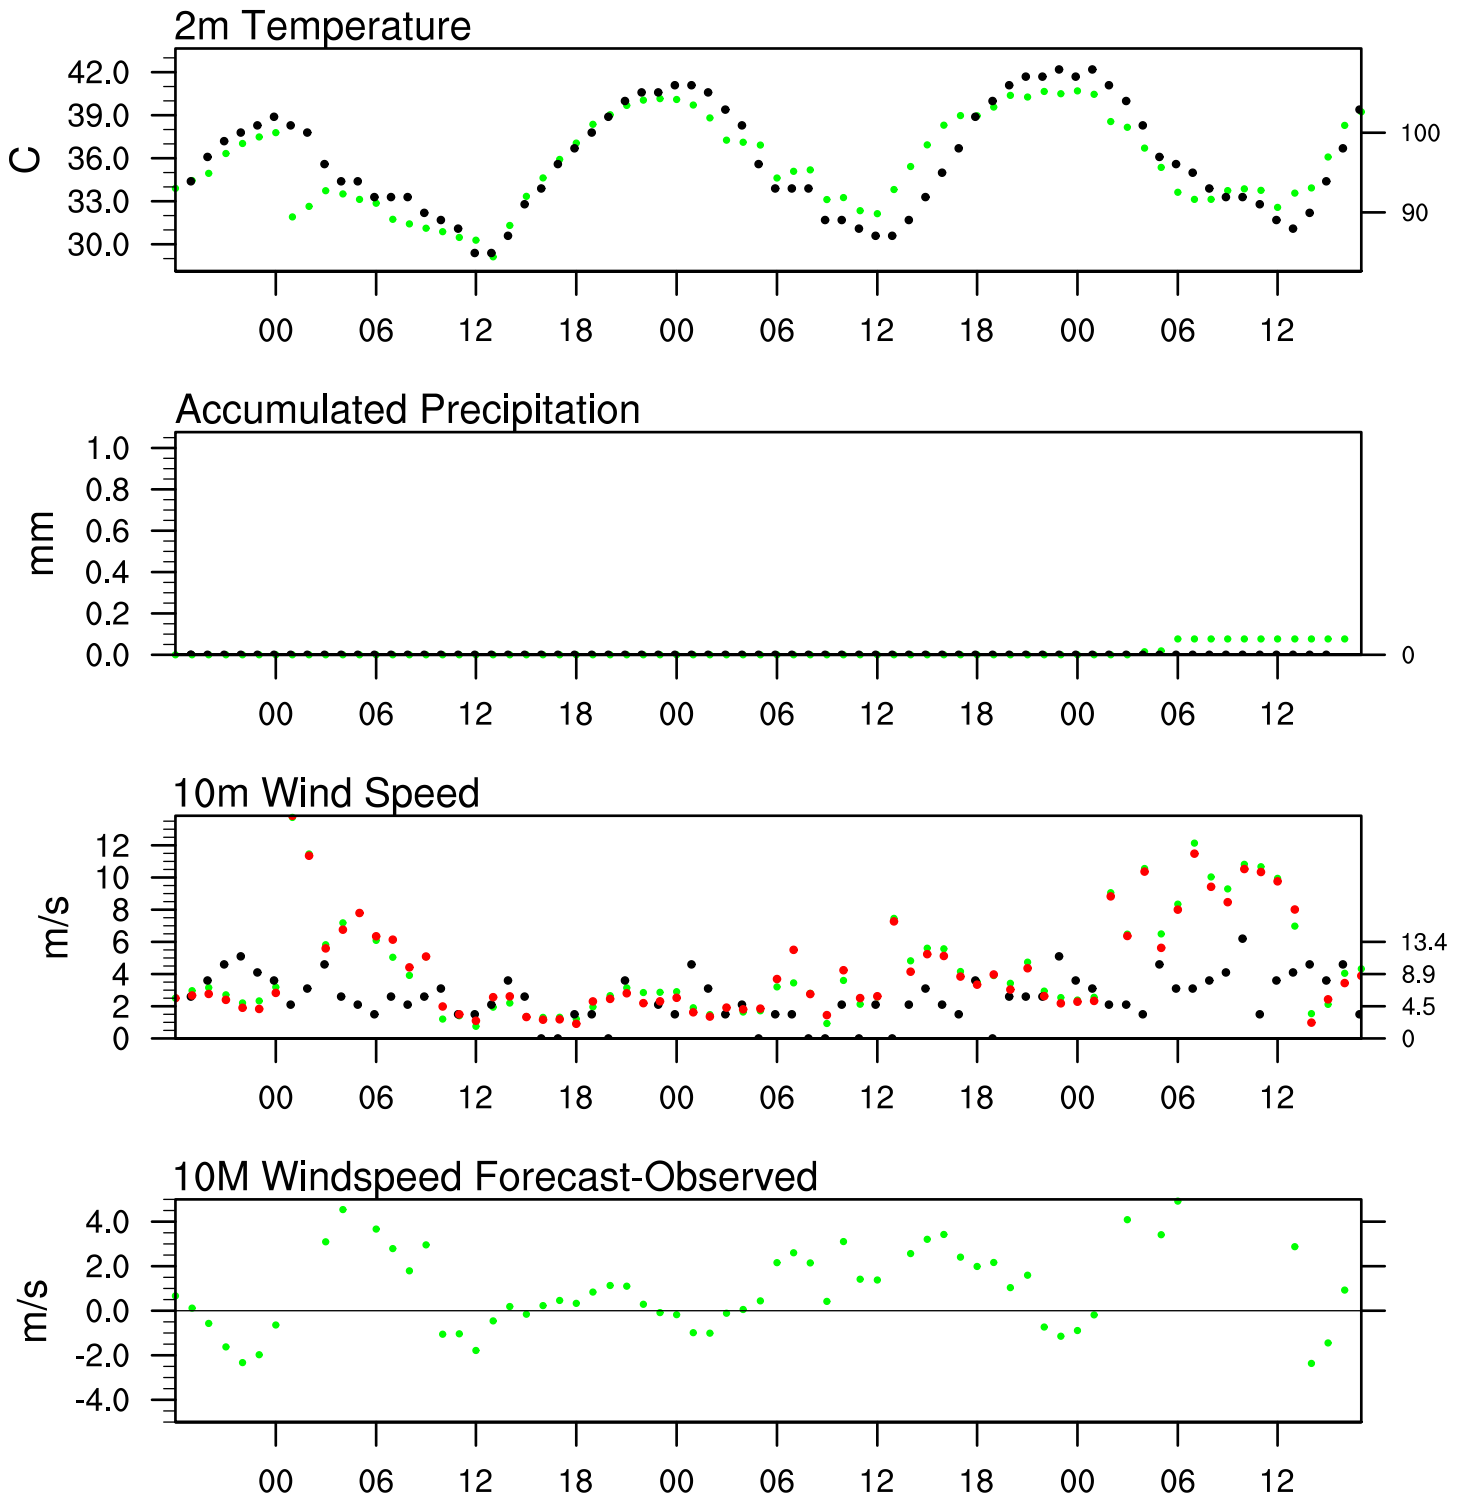 2m Temperature
42.0
39.0
36.0
33.0
30.0
C
100
90
00 06 12 18 00 06 12 18 00 06 12
Accumulated Precipitation
1.0
0.8
0.6
0.4
0.2
0.0
mm
0
00 06 12 18 00 06 12 18 00 06 12
10m Wind Speed
12
10
8
6
4
2
0
m/s
13.4
8.9
4.5
0
00 06 12 18 00 06 12 18 00 06 12
10M Windspeed Forecast-Observed
4.0
2.0
0.0
-2.0
-4.0
m/s
00 06 12 18 00 06 12 18 00 06 12